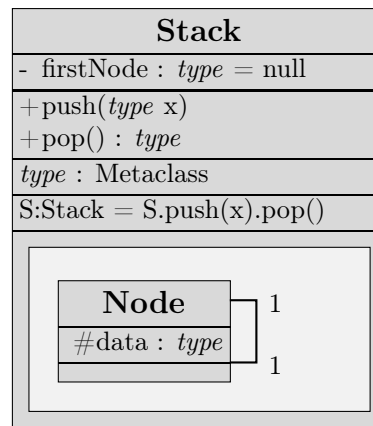 Stack
- firstNode : type = null
+push(type x)
+pop() : type
type : Metaclass
S:Stack = S.push(x).pop()
Node
1
#data : type
1